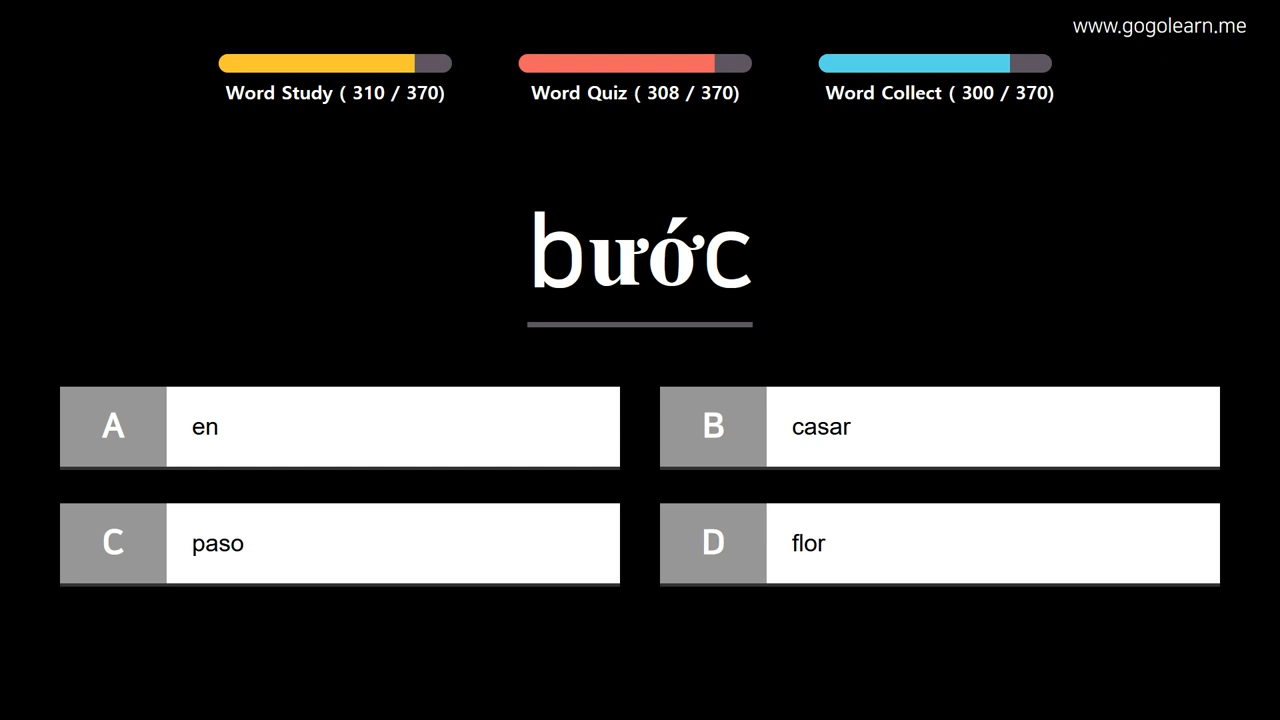 www.gogolearn.me
Word Study ( 310 / 370)
Word Quiz ( 308 / 370)
Word Collect ( 300 / 370)
bước
A en
B casar
C paso
D flor